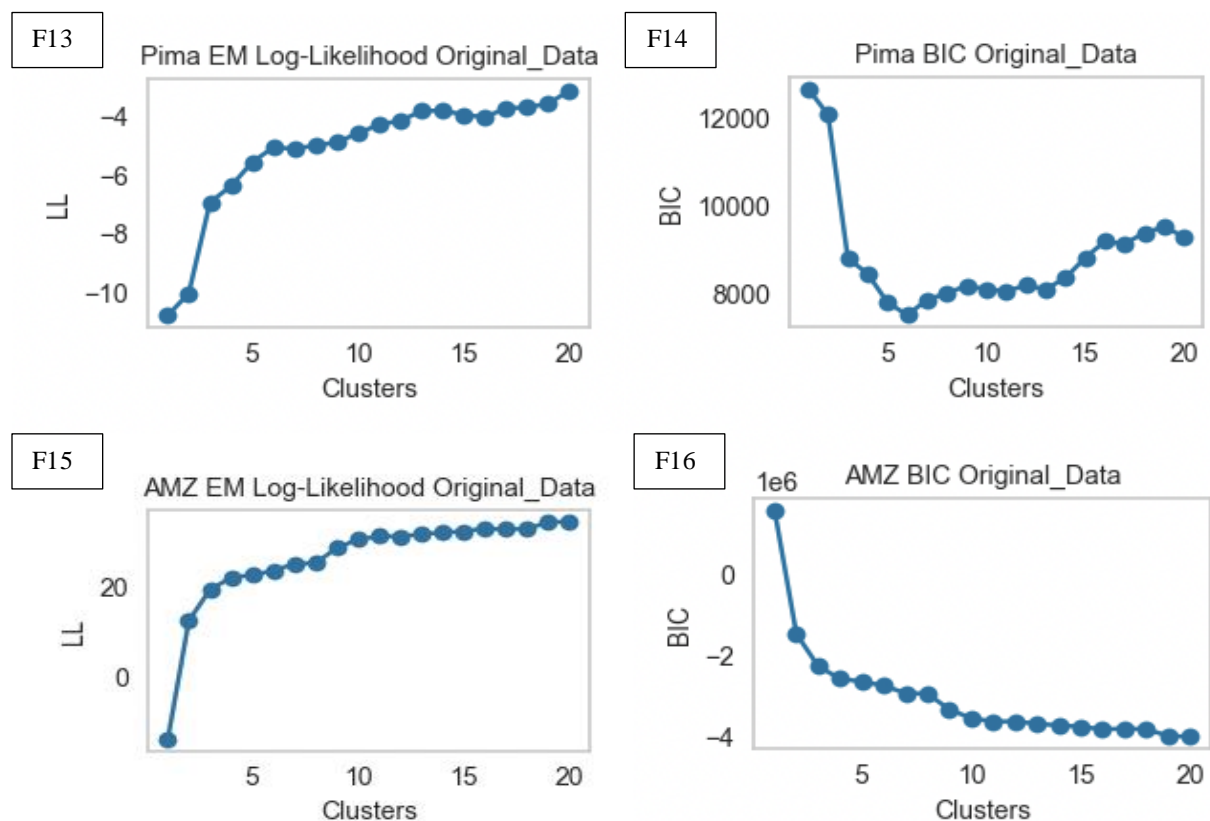 F13
Pima EM Log-Likelihood Original_Data
−4
−6
−8
−10
LL
5 10 15 20
Clusters
F14
Pima BIC Original_Data
12000
10000
8000
BIC
5 10 15 20
Clusters
F15
AMZ EM Log-Likelihood Original_Data
20
0
LL
5 10 15 20
Clusters
F16
AMZ BIC Original_Data
1e6
0
−2
−4
BIC
5 10 15 20
Clusters